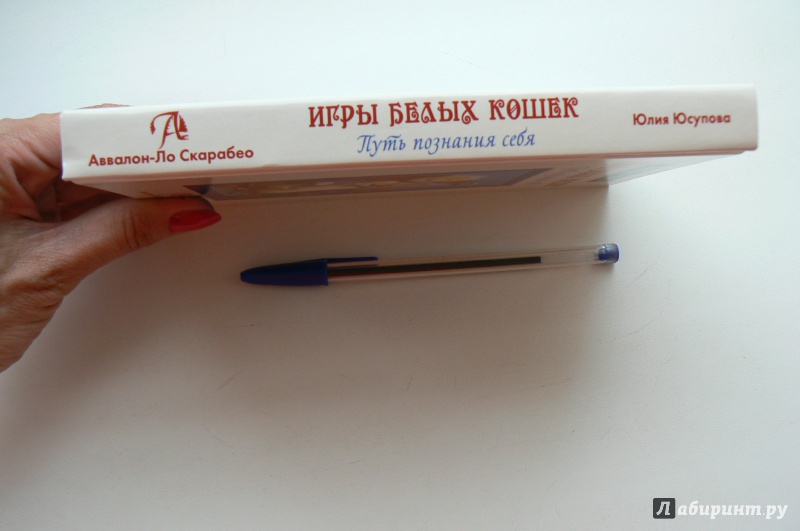 А
Аввалон-Ло Скарабео
ИГРЫ БЕЛЫХ КОШЕК
Путь познания себя
Юлия Юсупова
Лабиринт.ру